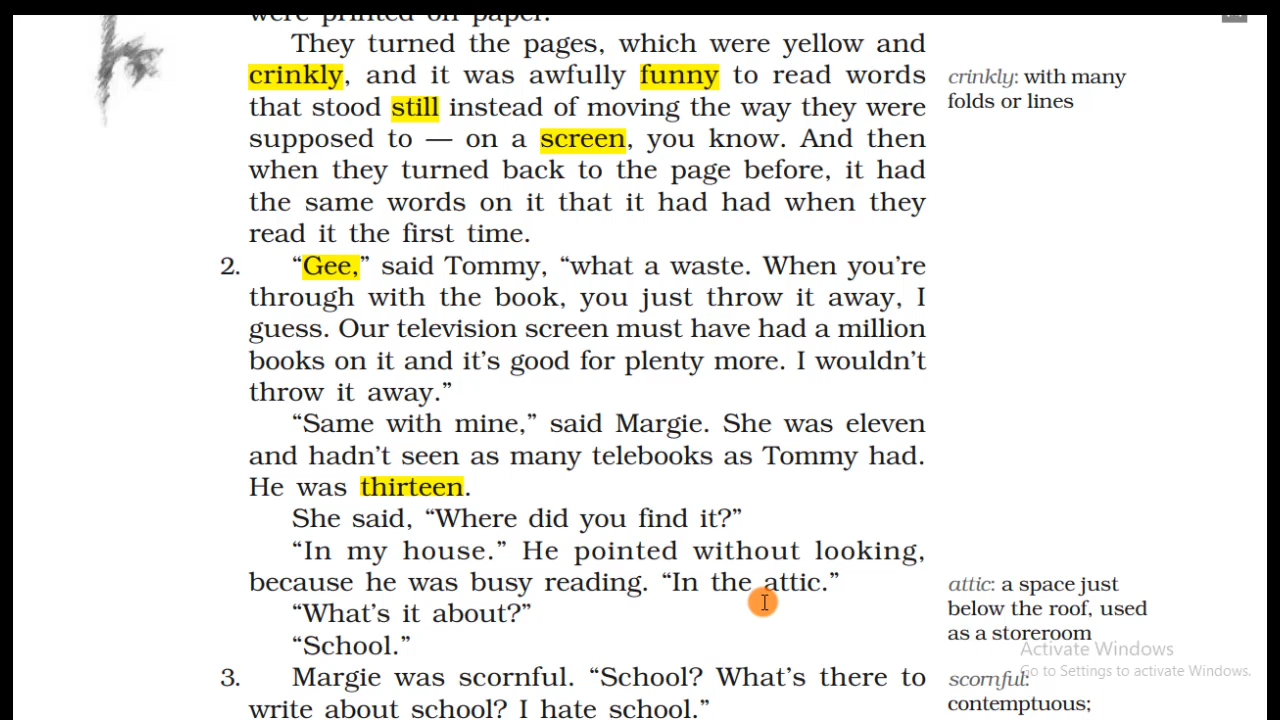 were printed on paper.
They turned the pages, which were yellow and
crinkly, and it was awfully funny to read words
that stood still instead of moving the way they were
supposed to — on a screen, you know. And then
when they turned back to the page before, it had
the same words on it that it had had when they
read it the first time.
2. “Gee,” said Tommy, “what a waste. When you’re
through with the book, you just throw it away, I
guess. Our television screen must have had a million
books on it and it’s good for plenty more. I wouldn’t
throw it away.”
“Same with mine,” said Margie. She was eleven
and hadn’t seen as many telebooks as Tommy had.
He was thirteen.
She said, “Where did you find it?”
“In my house.” He pointed without looking,
because he was busy reading. “In the attic.”
“What’s it about?”
“School.”
3. Margie was scornful. “School? What’s there to
write about school? I hate school.”
crinkly: with many
folds or lines
attic: a space just
below the roof, used
as a storeroom
scornful:
contemptuous;
Activate Windows
Go to Settings to activate Windows.